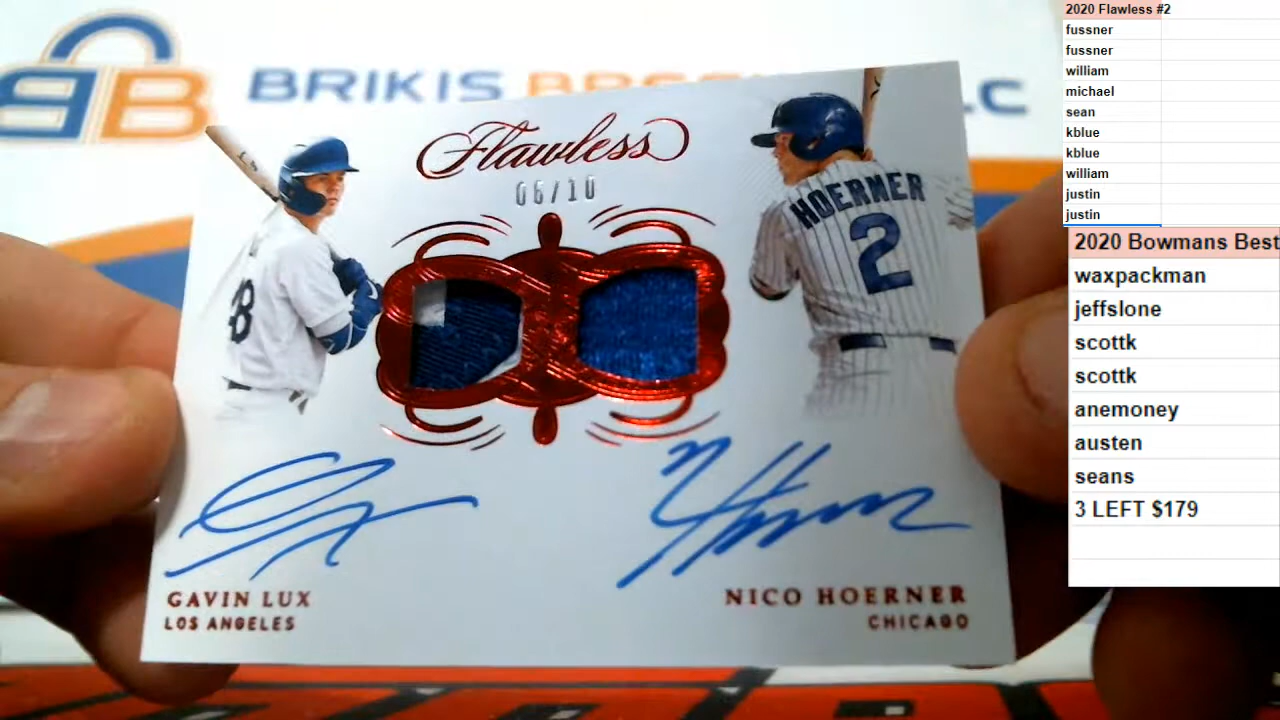 BRIKIS
LC
Flawless
06/10
HOERNER
2
GAVIN LUX
LOS ANGELES
NICO HOERNER
CHICAGO
2020 Flawless #2
fussner
fussner
william
michael
sean
kblue
kblue
william
justin
justin
2020 Bowmans Best
waxpackman
jeffslone
scottk
scottk
anemoney
austen
seans
3 LEFT $179